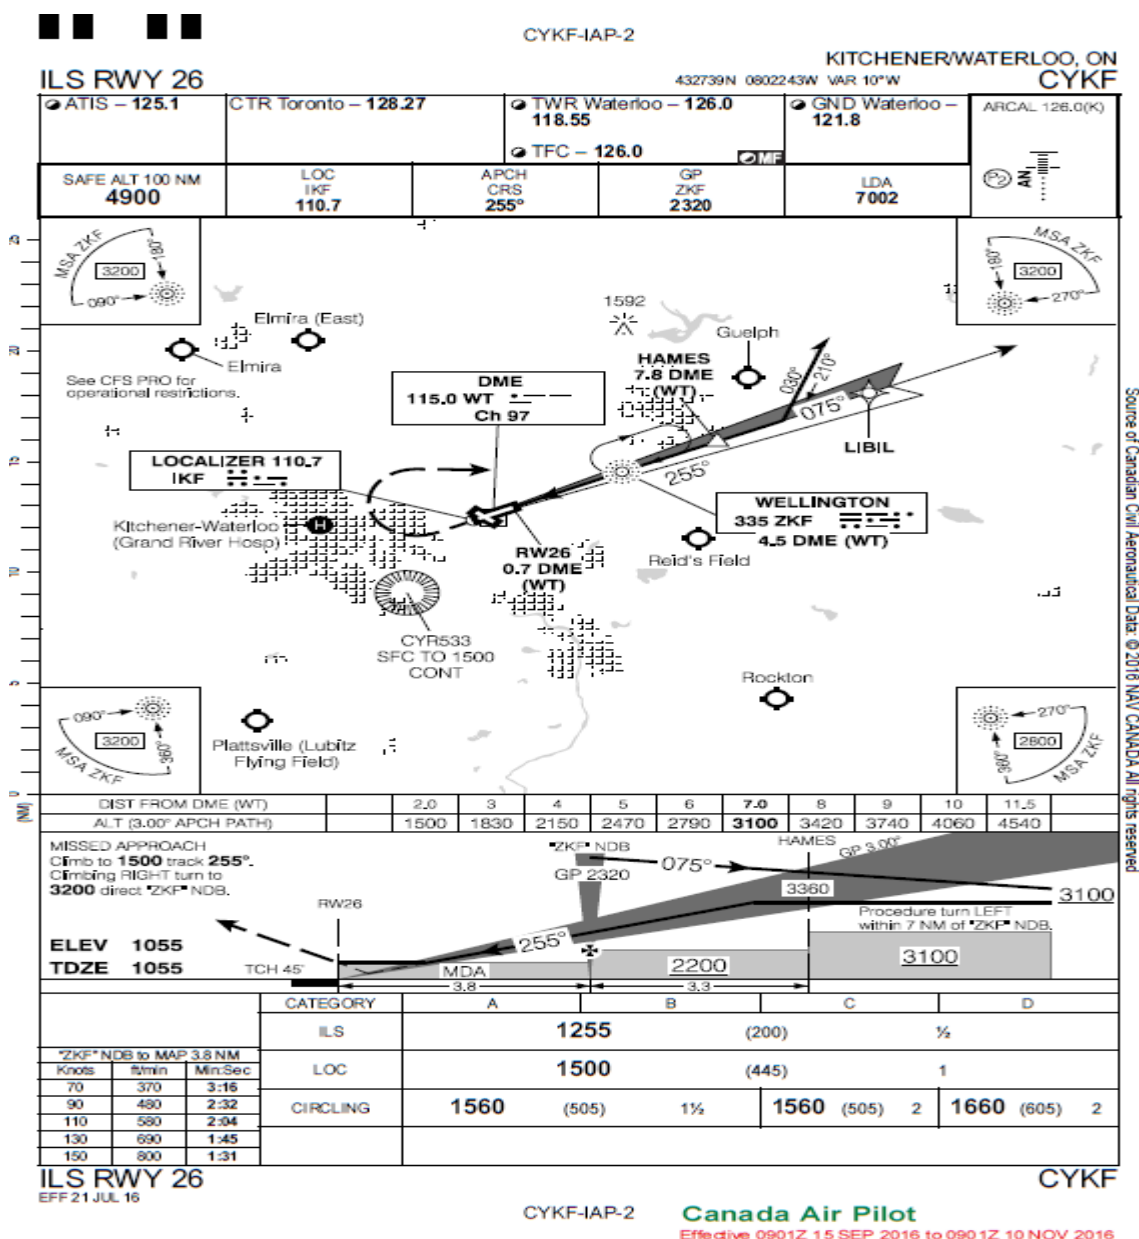 CYKF-IAP-2
KITCHENER/WATERLOO, ON
ILS RWY 26
432739N 0802243W VAR 10°W
CYKF
ATIS – 125.1
CTR Toronto – 128.27
TWR Waterloo – 126.0
118.55
TFC – 126.0
MF
GND Waterloo –
121.8
ARCAL 126.0(K)
P2
AN
SAFE ALT 100 NM
4900
LOC
IKF
110.7
APCH
CRS
255°
GP
ZKF
2320
LDA
7002
MSA ZKF
180°
3200
090°
MSA ZKF
180°
3200
270°
1592
Elmira (East)
Guelph
Elmira
HAMES
7.8 DME
(WT)
030°
210°
See CFS PRO for
operational restrictions.
DME
115.0 WT
Ch 97
075°
LIBIL
LOCALIZER 110.7
IKF
255°
WELLINGTON
335 ZKF
4.5 DME (WT)
Kitchener-Waterloo
(Grand River Hosp)
H
RW26
0.7 DME
(WT)
Reid's Field
CYR533
SFC TO 1500
CONT
Rockton
090°
3200
360°
MSA ZKF
Plattsville (Lubitz
Flying Field)
270°
2800
360°
MSA ZKF
25
20
15
10
5
0
(NM)
Source of Canadian Civil Aeronautical Data: © 2016 NAV CANADA All rights reserved
DIST FROM DME (WT) 2.0 3 4 5 6 7.0 8 9 10 11.5
ALT (3.00° APCH PATH) 1500 1830 2150 2470 2790 3100 3420 3740 4060 4540
MISSED APPROACH
Climb to 1500 track 255°.
Climbing RIGHT turn to
3200 direct "ZKF" NDB.
"ZKF" NDB
GP 2320
075°
HAMES
GP 3.00°
3360
3100
Procedure turn LEFT
within 7 NM of "ZKF" NDB.
RW26
255°
ELEV 1055
TDZE 1055
TCH 45'
MDA
2200
3100
3.8
3.3
CATEGORY A B C D
ILS 1255 (200) ½
LOC 1500 (445) 1
CIRCLING 1560 (505) 1½ 1560 (505) 2 1660 (605) 2
"ZKF" NDB to MAP 3.8 NM
Knots ft/min Min:Sec
70 370 3:16
90 480 2:32
110 580 2:04
130 690 1:45
150 800 1:31
ILS RWY 26
CYKF
EFF 21 JUL 16
CYKF-IAP-2
Canada Air Pilot
Effective 0901Z 15 SEP 2016 to 0901Z 10 NOV 2016